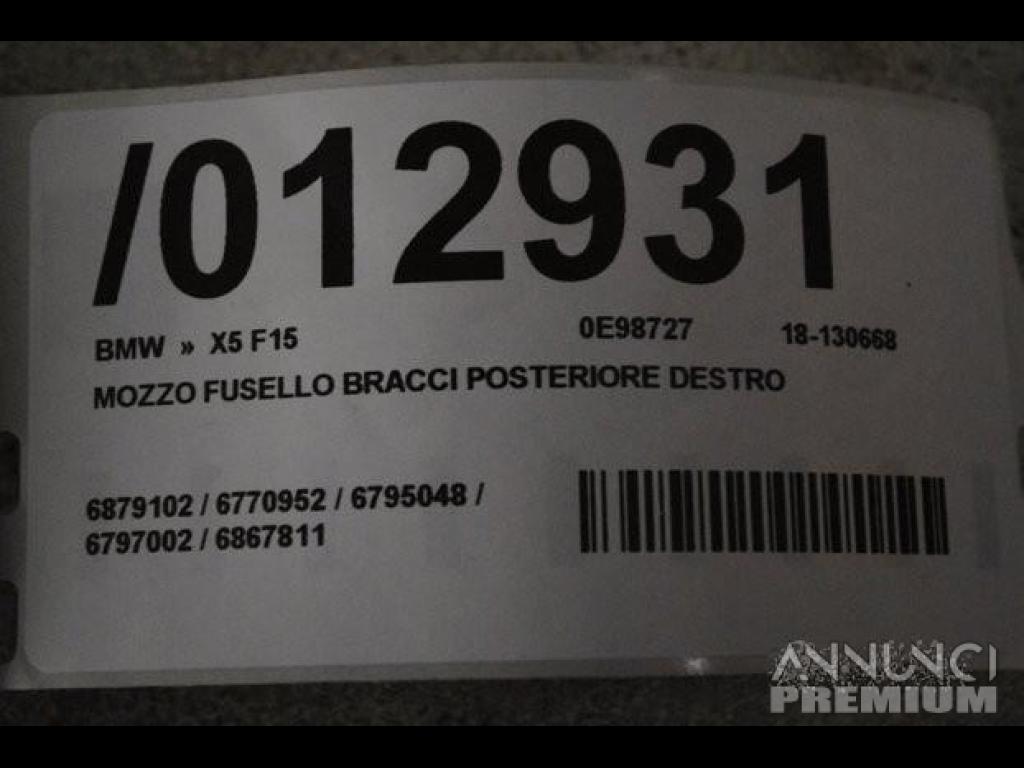 /012931
BMW » X5 F15 0E98727 18-130668
MOZZO FUSELLO BRACCI POSTERIORE DESTRO
6879102 / 6770952 / 6795048 /
6797002 / 6867811
ANNUNCI
PREMIUM